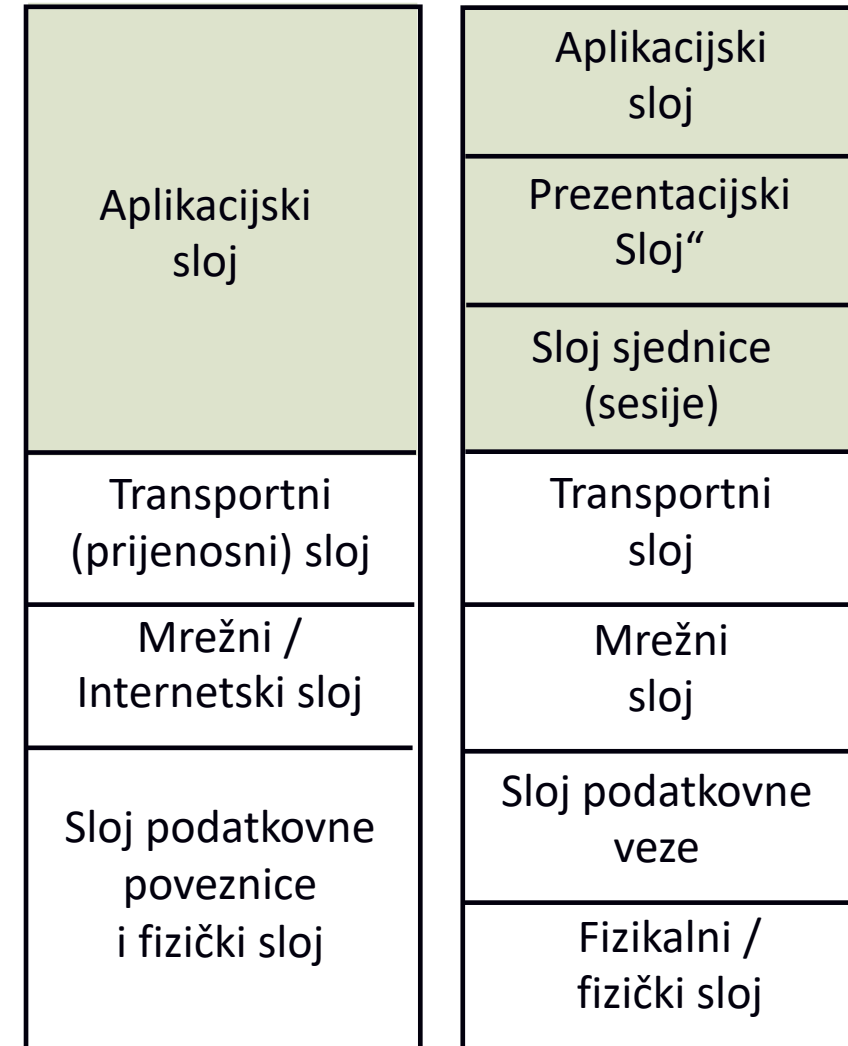 Aplikacijski
sloj
Transportni
(prijenosni) sloj
Mrežni /
Internetski sloj
Sloj podatkovne
poveznice
i fizički sloj
Aplikacijski
sloj
Prezentacijski
Sloj“
Sloj sjednice
(sesije)
Transportni
sloj
Mrežni
sloj
Sloj podatkovne
veze
Fizikalni /
fizički sloj